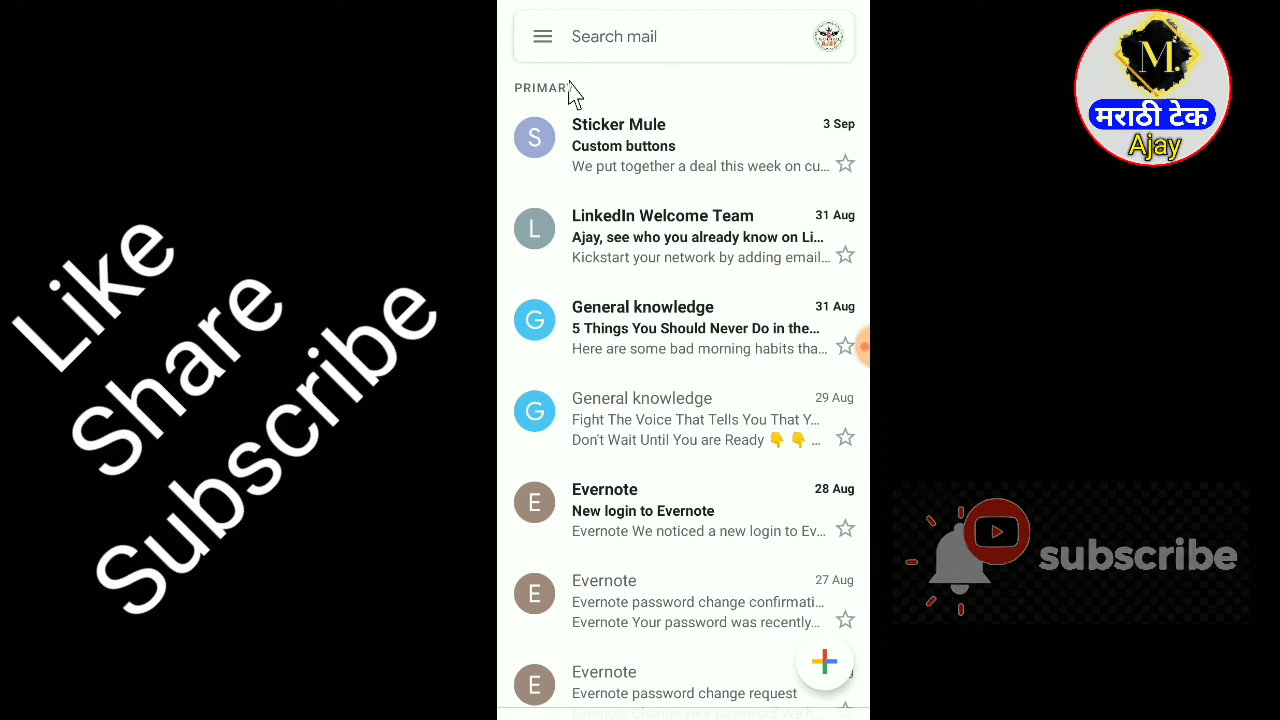 Like
Share
Subscribe
Search mail
PRIMARY
S
Sticker Mule
3 Sep
Custom buttons
We put together a deal this week on cu...
L
LinkedIn Welcome Team
31 Aug
Ajay, see who you already know on Li...
Kickstart your network by adding email...
G
General knowledge
31 Aug
5 Things You Should Never Do in the...
Here are some bad morning habits tha...
G
General knowledge
29 Aug
Fight The Voice That Tells You That Y...
Don't Wait Until You are Ready 👇 👇 ...
E
Evernote
28 Aug
New login to Evernote
Evernote We noticed a new login to Ev...
E
Evernote
27 Aug
Evernote password change confirmati...
Evernote Your password was recently...
E
Evernote
Evernote password change request
M.
मराठी टेक
Ajay
subscribe